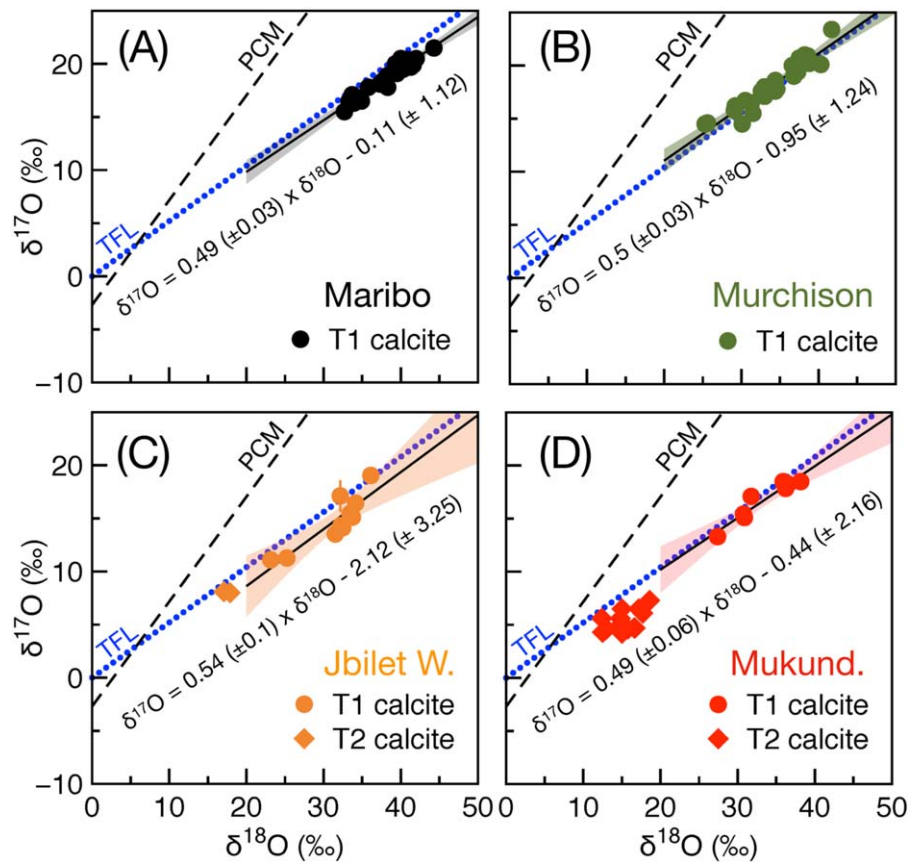 (A)
PCM
20
10
0
−10
δ¹⁷O (‰)
TFL
δ¹⁷O = 0.49 (±0.03) x δ¹⁸O - 0.11 (± 1.12)
Maribo
T1 calcite
(B)
PCM
TFL
δ¹⁷O = 0.5 (±0.03) x δ¹⁸O - 0.95 (± 1.24)
Murchison
T1 calcite
(C)
PCM
20
10
0
−10
δ¹⁷O (‰)
TFL
δ¹⁷O = 0.54 (±0.1) x δ¹⁸O - 2.12 (± 3.25)
Jbilet W.
T1 calcite
T2 calcite
0 10 20 30 40 50
δ¹⁸O (‰)
(D)
PCM
TFL
δ¹⁷O = 0.49 (±0.06) x δ¹⁸O - 0.44 (± 2.16)
Mukund.
T1 calcite
T2 calcite
0 10 20 30 40 50
δ¹⁸O (‰)